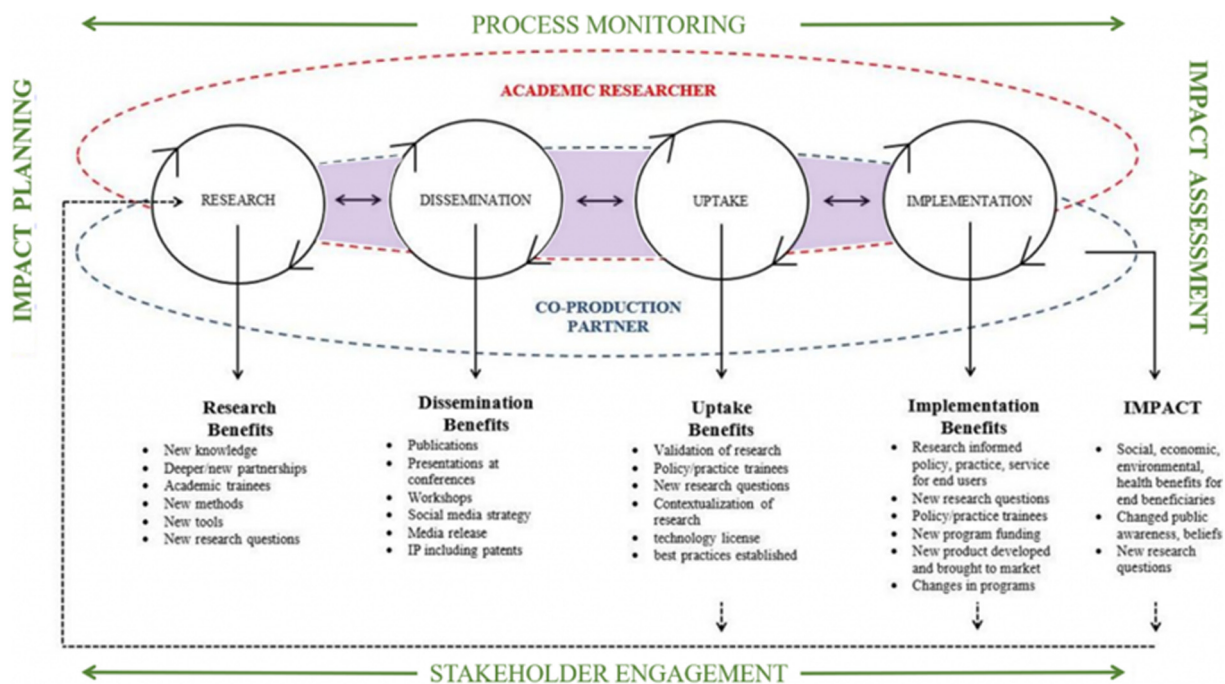 PROCESS MONITORING
IMPACT PLANNING
IMPACT ASSESSMENT
ACADEMIC RESEARCHER
RESEARCH
DISSEMINATION
UPTAKE
IMPLEMENTATION
CO-PRODUCTION
PARTNER
Research
Benefits
• New knowledge
• Deeper/new partnerships
• Academic trainees
• New methods
• New tools
• New research questions
Dissemination
Benefits
• Publications
• Presentations at
conferences
• Workshops
• Social media strategy
• Media release
• IP including patents
Uptake
Benefits
• Validation of research
• Policy/practice trainees
• New research questions
• Contextualization of
research
• technology license
• best practices established
Implementation
Benefits
• Research informed
policy, practice, service
for end users
• New research questions
• Policy/practice trainees
• New program funding
• New product developed
and brought to market
• Changes in programs
IMPACT
• Social, economic,
environmental,
health benefits for
end beneficiaries
• Changed public
awareness, beliefs
• New research
questions
STAKEHOLDER ENGAGEMENT